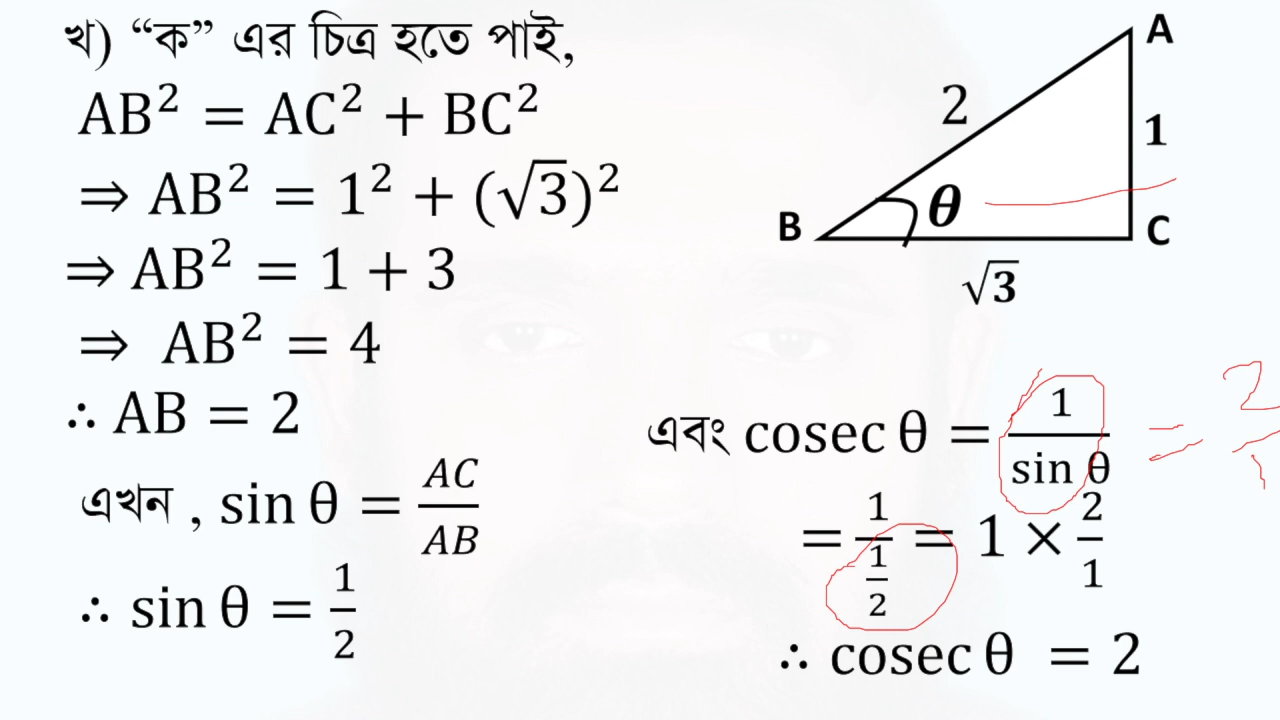 খ) “ক” এর চিত্র হতে পাই,
AB² = AC² + BC²
⇒ AB² = 1² + (√3)²
⇒ AB² = 1 + 3
⇒ AB² = 4
∴ AB = 2
এখন , sin θ = AC/AB
∴ sin θ = 1/2
A
2
1
B
θ
C
√3
এবং cosec θ = 1/sin θ = 2/1
= 1/(1/2) = 1 × 2/1
∴ cosec θ = 2